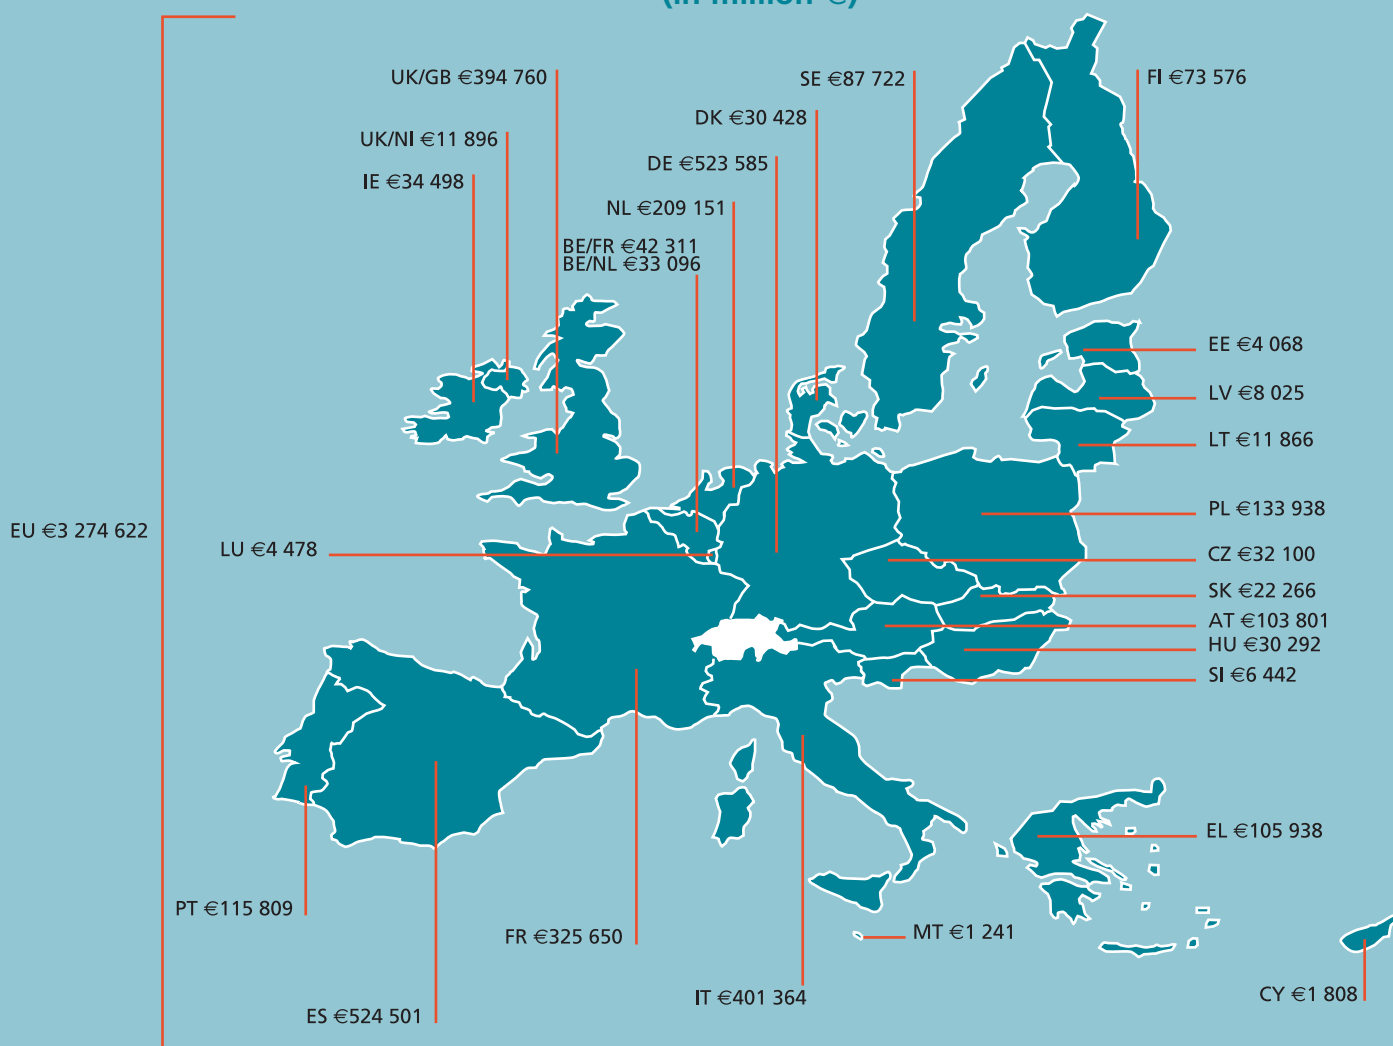 (in million €)
UK/GB €394 760
SE €87 722
FI €73 576
DK €30 428
UK/NI €11 896
DE €523 585
IE €34 498
NL €209 151
BE/FR €42 311
BE/NL €33 096
EE €4 068
LV €8 025
LT €11 866
PL €133 938
EU €3 274 622
LU €4 478
CZ €32 100
SK €22 266
AT €103 801
HU €30 292
SI €6 442
EL €105 938
PT €115 809
FR €325 650
MT €1 241
IT €401 364
CY €1 808
ES €524 501